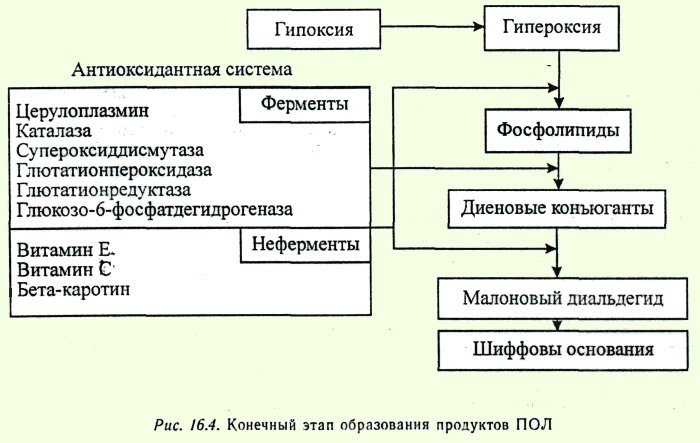 Гипоксия
Гипероксия
Антиоксидантная система
Ферменты
Церулоплазмин
Каталаза
Супероксиддисмутаза
Глютатионпероксидаза
Глютатионредуктаза
Глюкозо-6-фосфатдегидрогеназа
Неферменты
Витамин Е
Витамин С
Бета-каротин
Фосфолипиды
Диеновые конъюганты
Малоновый диальдегид
Шиффовы основания
Рис. 16.4. Конечный этап образования продуктов ПОЛ